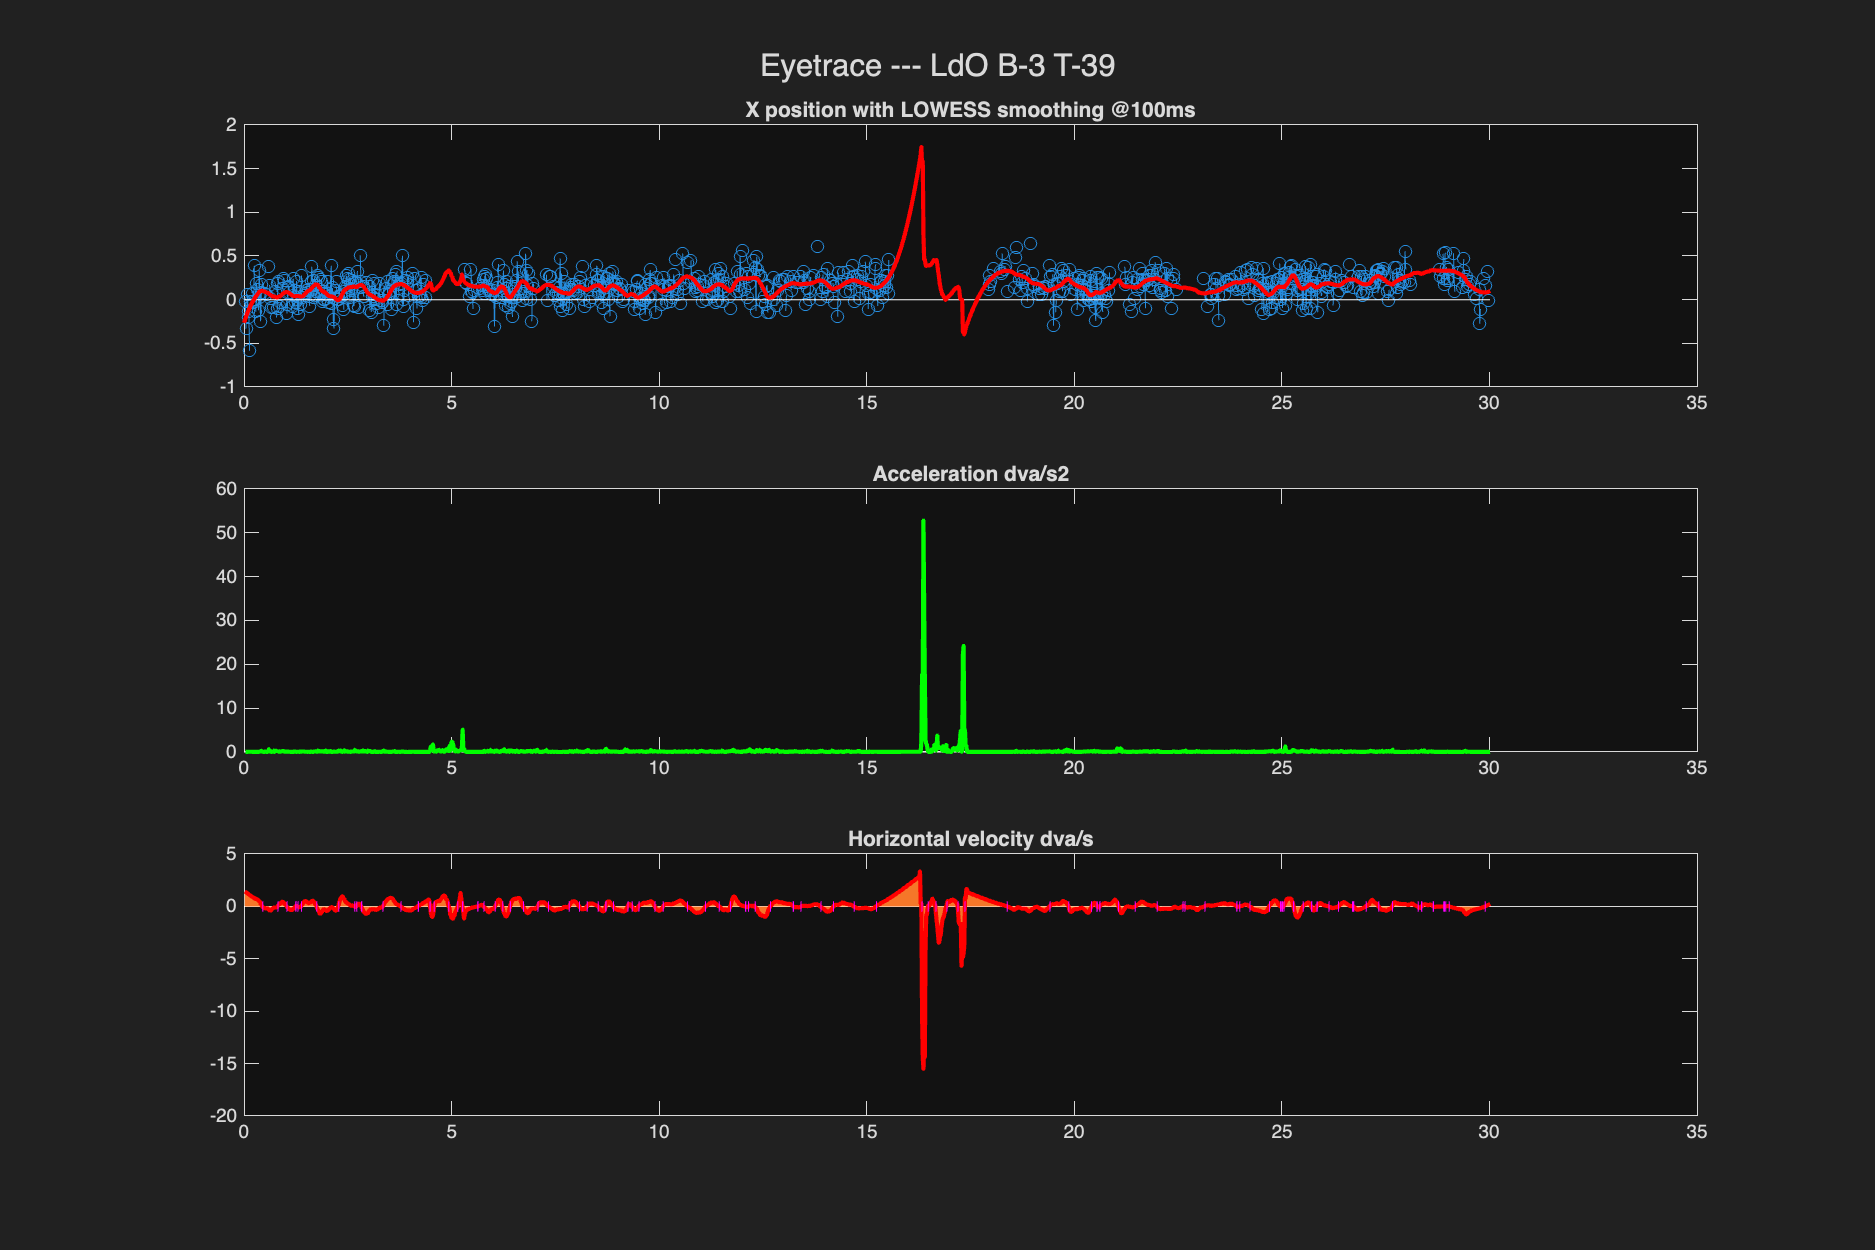 Eyetrace --- LdO B-3 T-39
X position with LOWESS smoothing @100ms
2
1.5
1
0.5
0
-0.5
-1
0 5 10 15 20 25 30 35
Acceleration dva/s2
60
50
40
30
20
10
0
0 5 10 15 20 25 30 35
Horizontal velocity dva/s
5
0
-5
-10
-15
-20
0 5 10 15 20 25 30 35